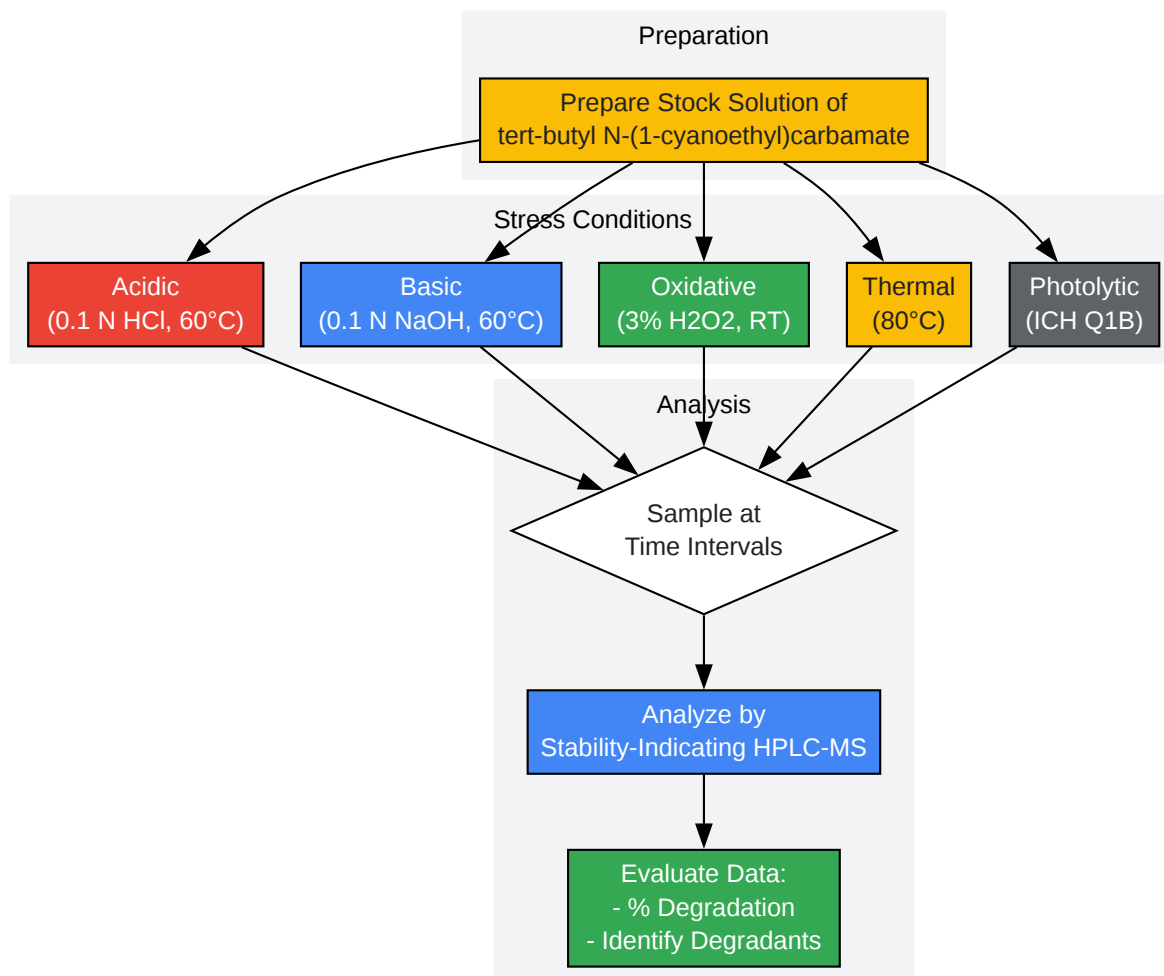 Preparation
Prepare Stock Solution of
tert-butyl N-(1-cyanoethyl)carbamate
Stress Conditions
Acidic
(0.1 N HCl, 60°C)
Basic
(0.1 N NaOH, 60°C)
Oxidative
(3% H2O2, RT)
Thermal
(80°C)
Photolytic
(ICH Q1B)
Analysis
Sample at
Time Intervals
Analyze by
Stability-Indicating HPLC-MS
Evaluate Data:
- % Degradation
- Identify Degradants